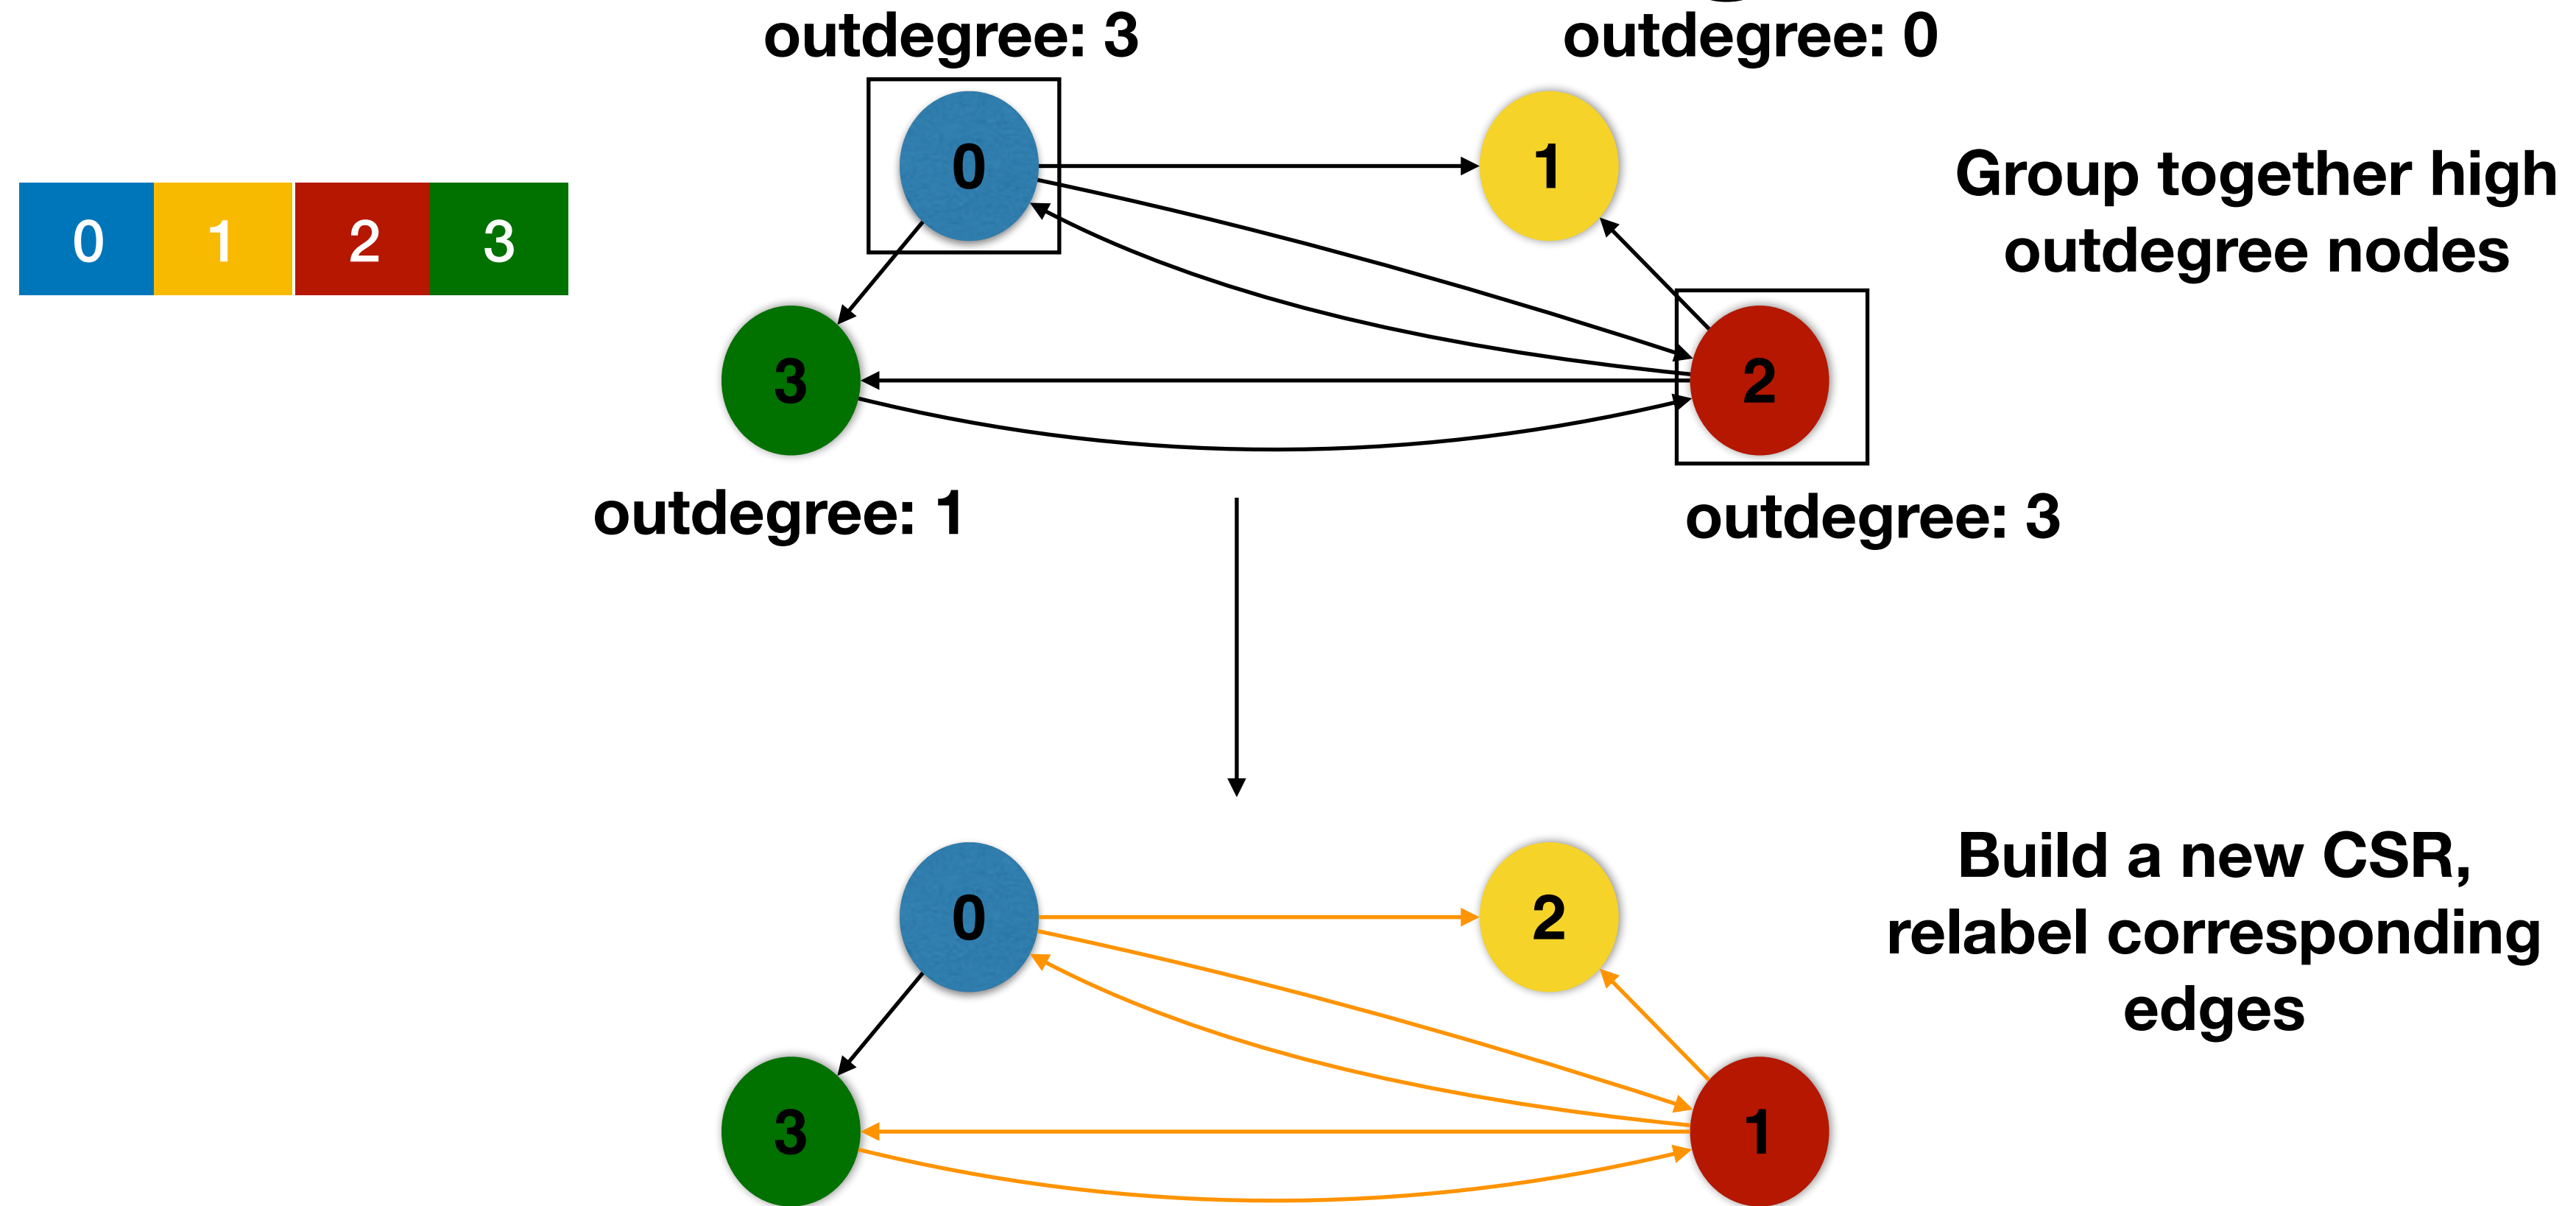 outdegree: 3
outdegree: 0
0
1
0 1 2 3
Group together high
outdegree nodes
3
2
outdegree: 1
outdegree: 3
0
2
Build a new CSR,
relabel corresponding
edges
3
1